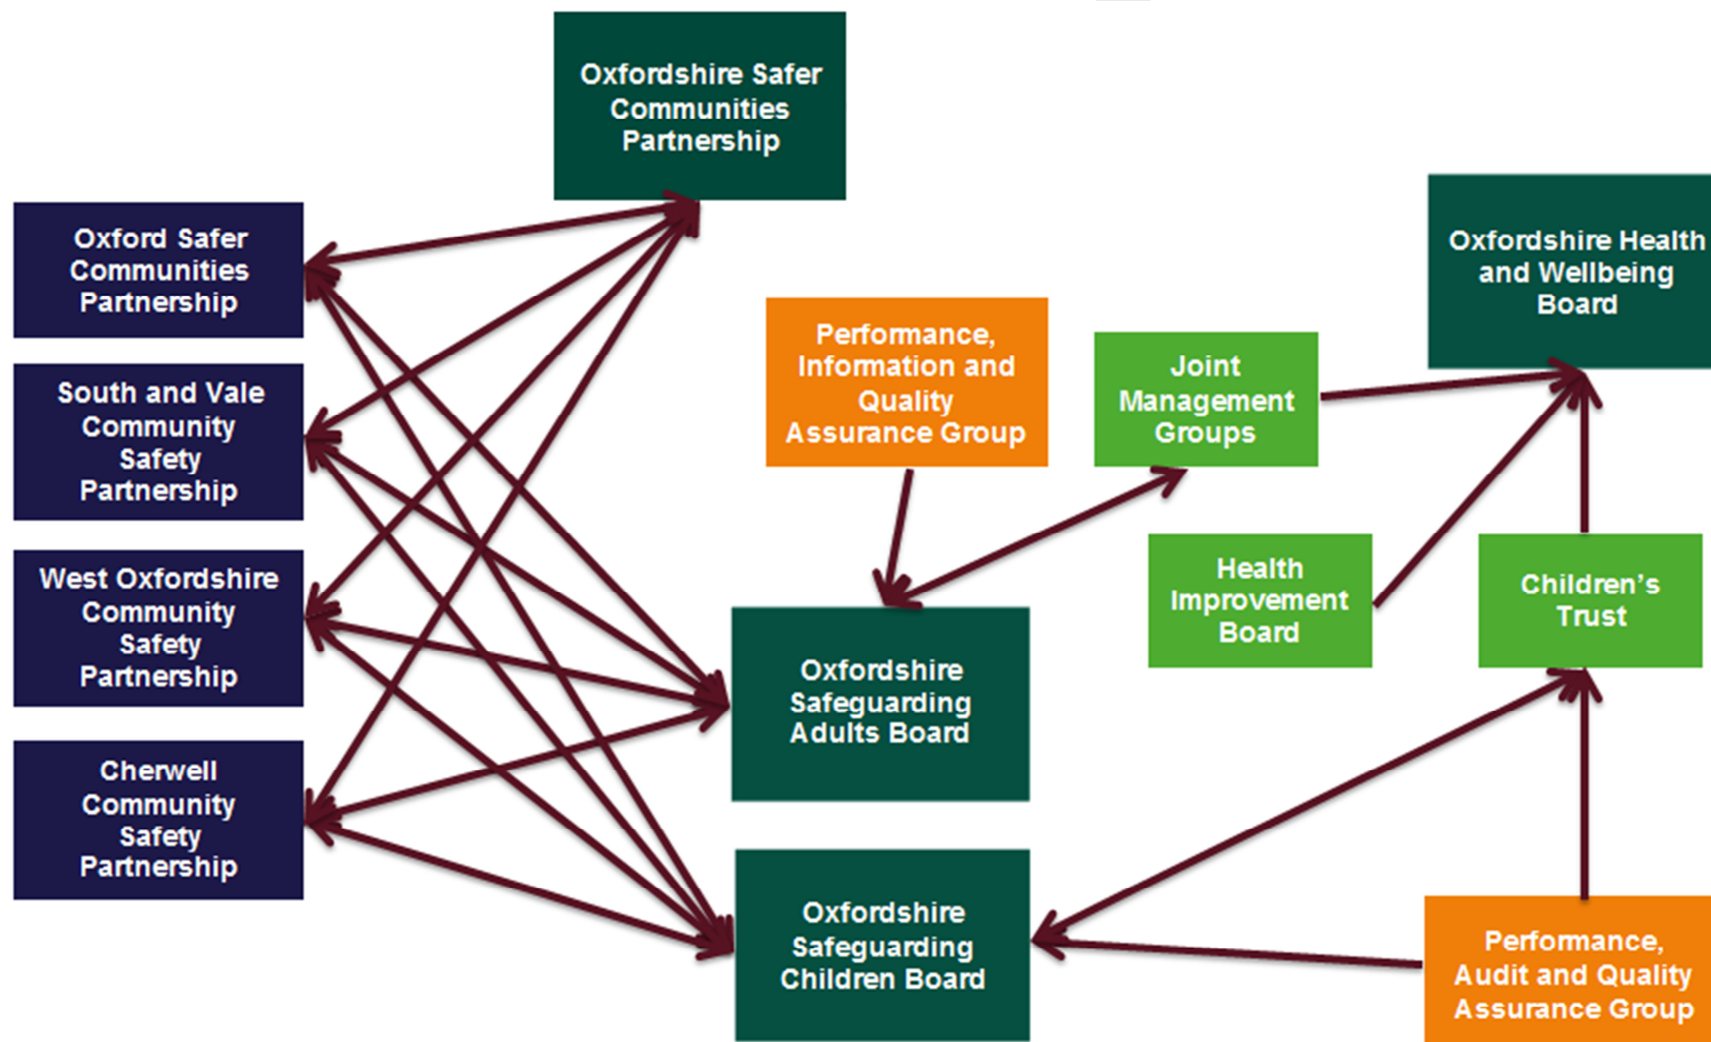 Oxfordshire Safer
Communities
Partnership
Oxford Safer
Communities
Partnership
South and Vale
Community
Safety
Partnership
West Oxfordshire
Community
Safety
Partnership
Cherwell
Community
Safety
Partnership
Performance,
Information and
Quality
Assurance Group
Joint
Management
Groups
Oxfordshire Health
and Wellbeing
Board
Health
Improvement
Board
Children’s
Trust
Oxfordshire
Safeguarding
Adults Board
Oxfordshire
Safeguarding
Children Board
Performance,
Audit and Quality
Assurance Group